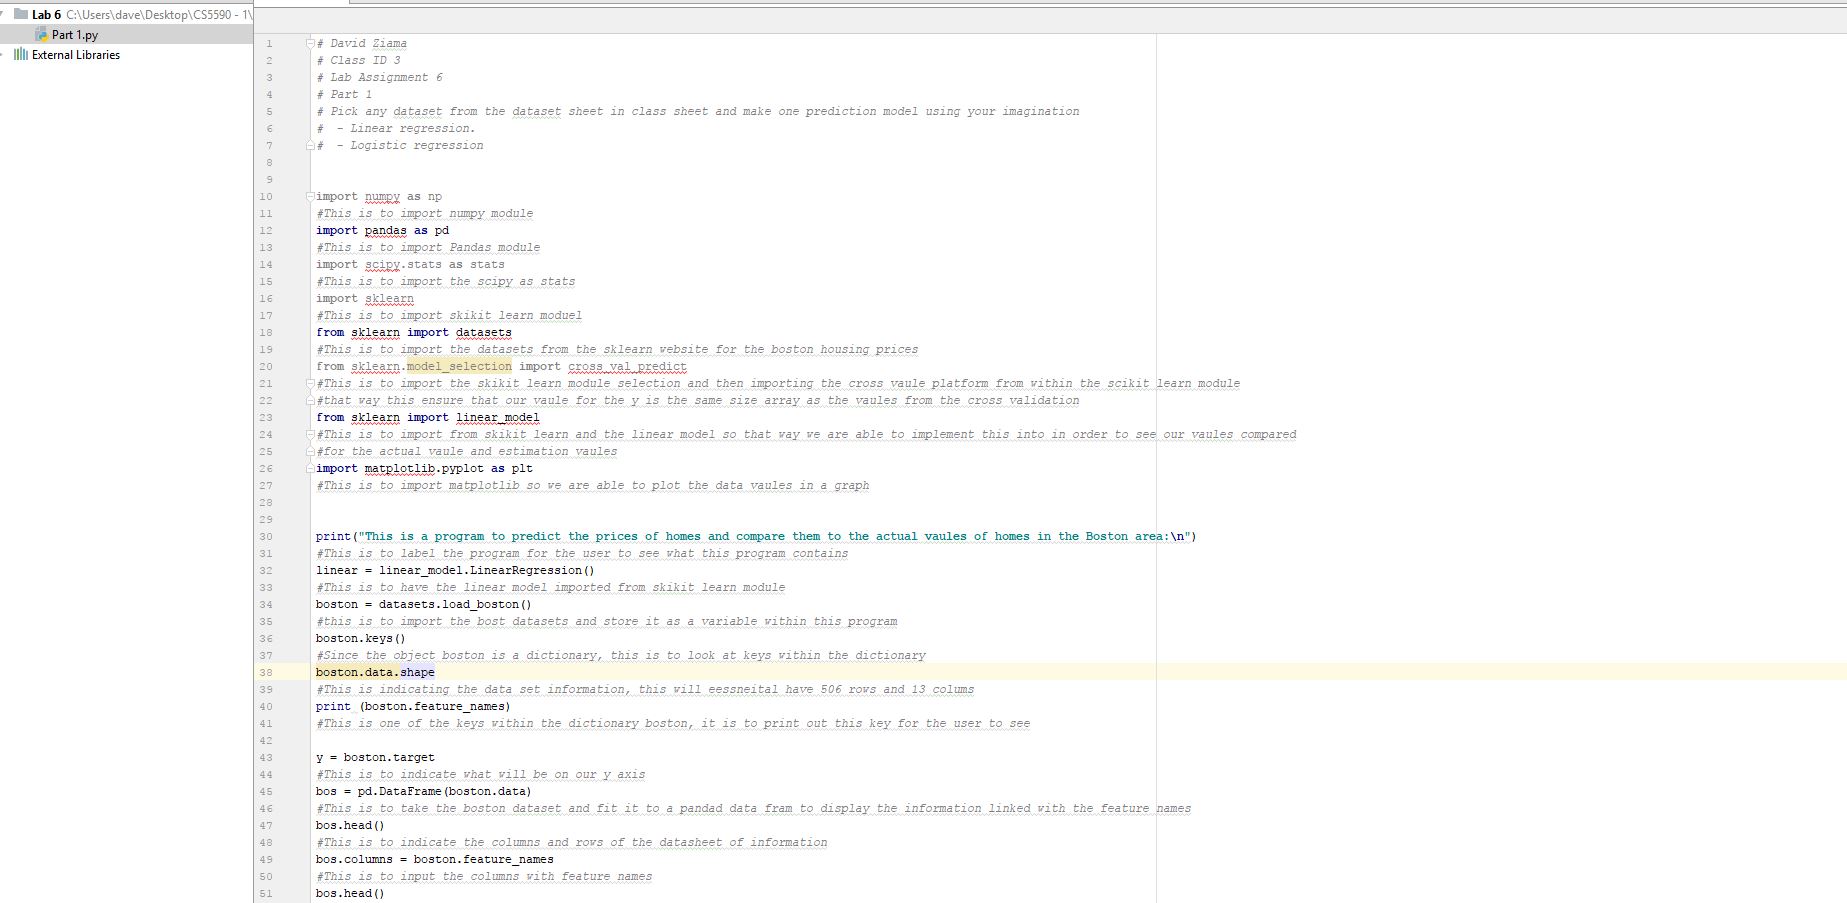 Lab 6 C:\Users\dave\Desktop\CS5590 - 1\
Part 1.py
External Libraries
1 # David Ziama
2 # Class ID 3
3 # Lab Assignment 6
4 # Part 1
5 # Pick any dataset from the dataset sheet in class sheet and make one prediction model using your imagination
6 #  - Linear regression.
7 #  - Logistic regression
8
9
10 import numpy as np
11 #This is to import numpy module
12 import pandas as pd
13 #This is to import Pandas module
14 import scipy.stats as stats
15 #This is to import the scipy as stats
16 import sklearn
17 #This is to import skikit learn moduel
18 from sklearn import datasets
19 #This is to import the datasets from the sklearn website for the boston housing prices
20 from sklearn.model_selection import cross_val_predict
21 #This is to import the skikit learn module selection and then importing the cross vaule platform from within the scikit learn module
22 #that way this ensure that our vaule for the y is the same size array as the vaules from the cross validation
23 from sklearn import linear_model
24 #This is to import from skikit learn and the linear model so that way we are able to implement this into in order to see our vaules compared
25 #for the actual vaule and estimation vaules
26 import matplotlib.pyplot as plt
27 #This is to import matplotlib so we are able to plot the data vaules in a graph
28
29
30 print("This is a program to predict the prices of homes and compare them to the actual vaules of homes in the Boston area:\n")
31 #This is to label the program for the user to see what this program contains
32 linear = linear_model.LinearRegression()
33 #This is to have the linear model imported from skikit learn module
34 boston = datasets.load_boston()
35 #this is to import the bost datasets and store it as a variable within this program
36 boston.keys()
37 #Since the object boston is a dictionary, this is to look at keys within the dictionary
38 boston.data.shape
39 #This is indicating the data set information, this will eessneital have 506 rows and 13 colums
40 print (boston.feature_names)
41 #This is one of the keys within the dictionary boston, it is to print out this key for the user to see
42
43 y = boston.target
44 #This is to indicate what will be on our y axis
45 bos = pd.DataFrame(boston.data)
46 #This is to take the boston dataset and fit it to a pandad data fram to display the information linked with the feature names
47 bos.head()
48 #This is to indicate the columns and rows of the datasheet of information
49 bos.columns = boston.feature_names
50 #This is to input the columns with feature names
51 bos.head()